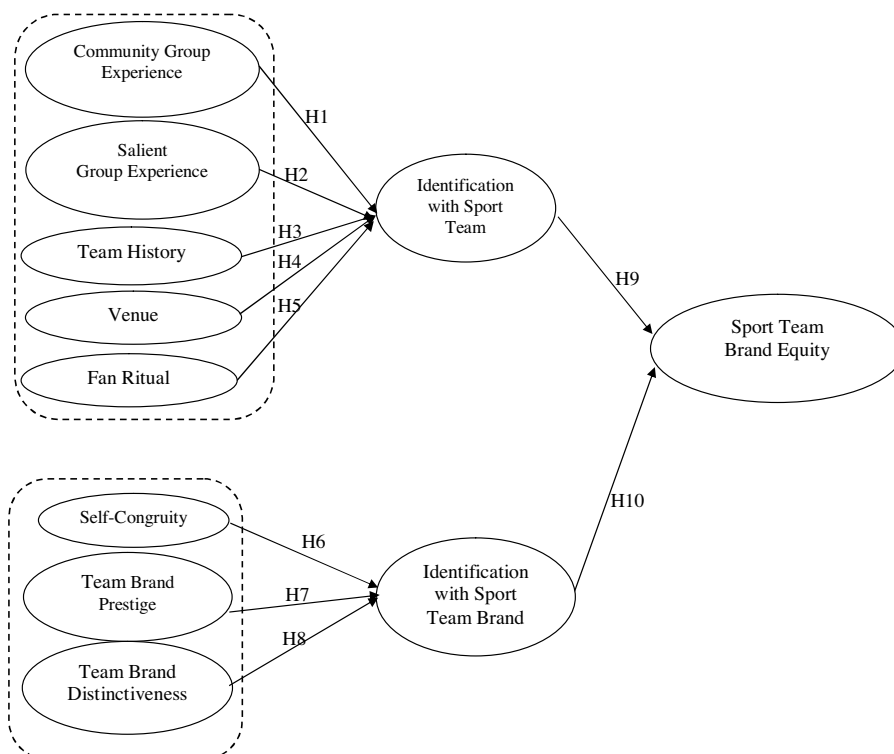 Community Group
Experience
H1
Salient
Group Experience
H2
Team History
H3
Venue
H4
Fan Ritual
H5
Identification
with Sport
Team
H9
Sport Team
Brand Equity
Self-Congruity
H6
Team Brand
Prestige
H7
Team Brand
Distinctiveness
H8
Identification
with Sport
Team Brand
H10